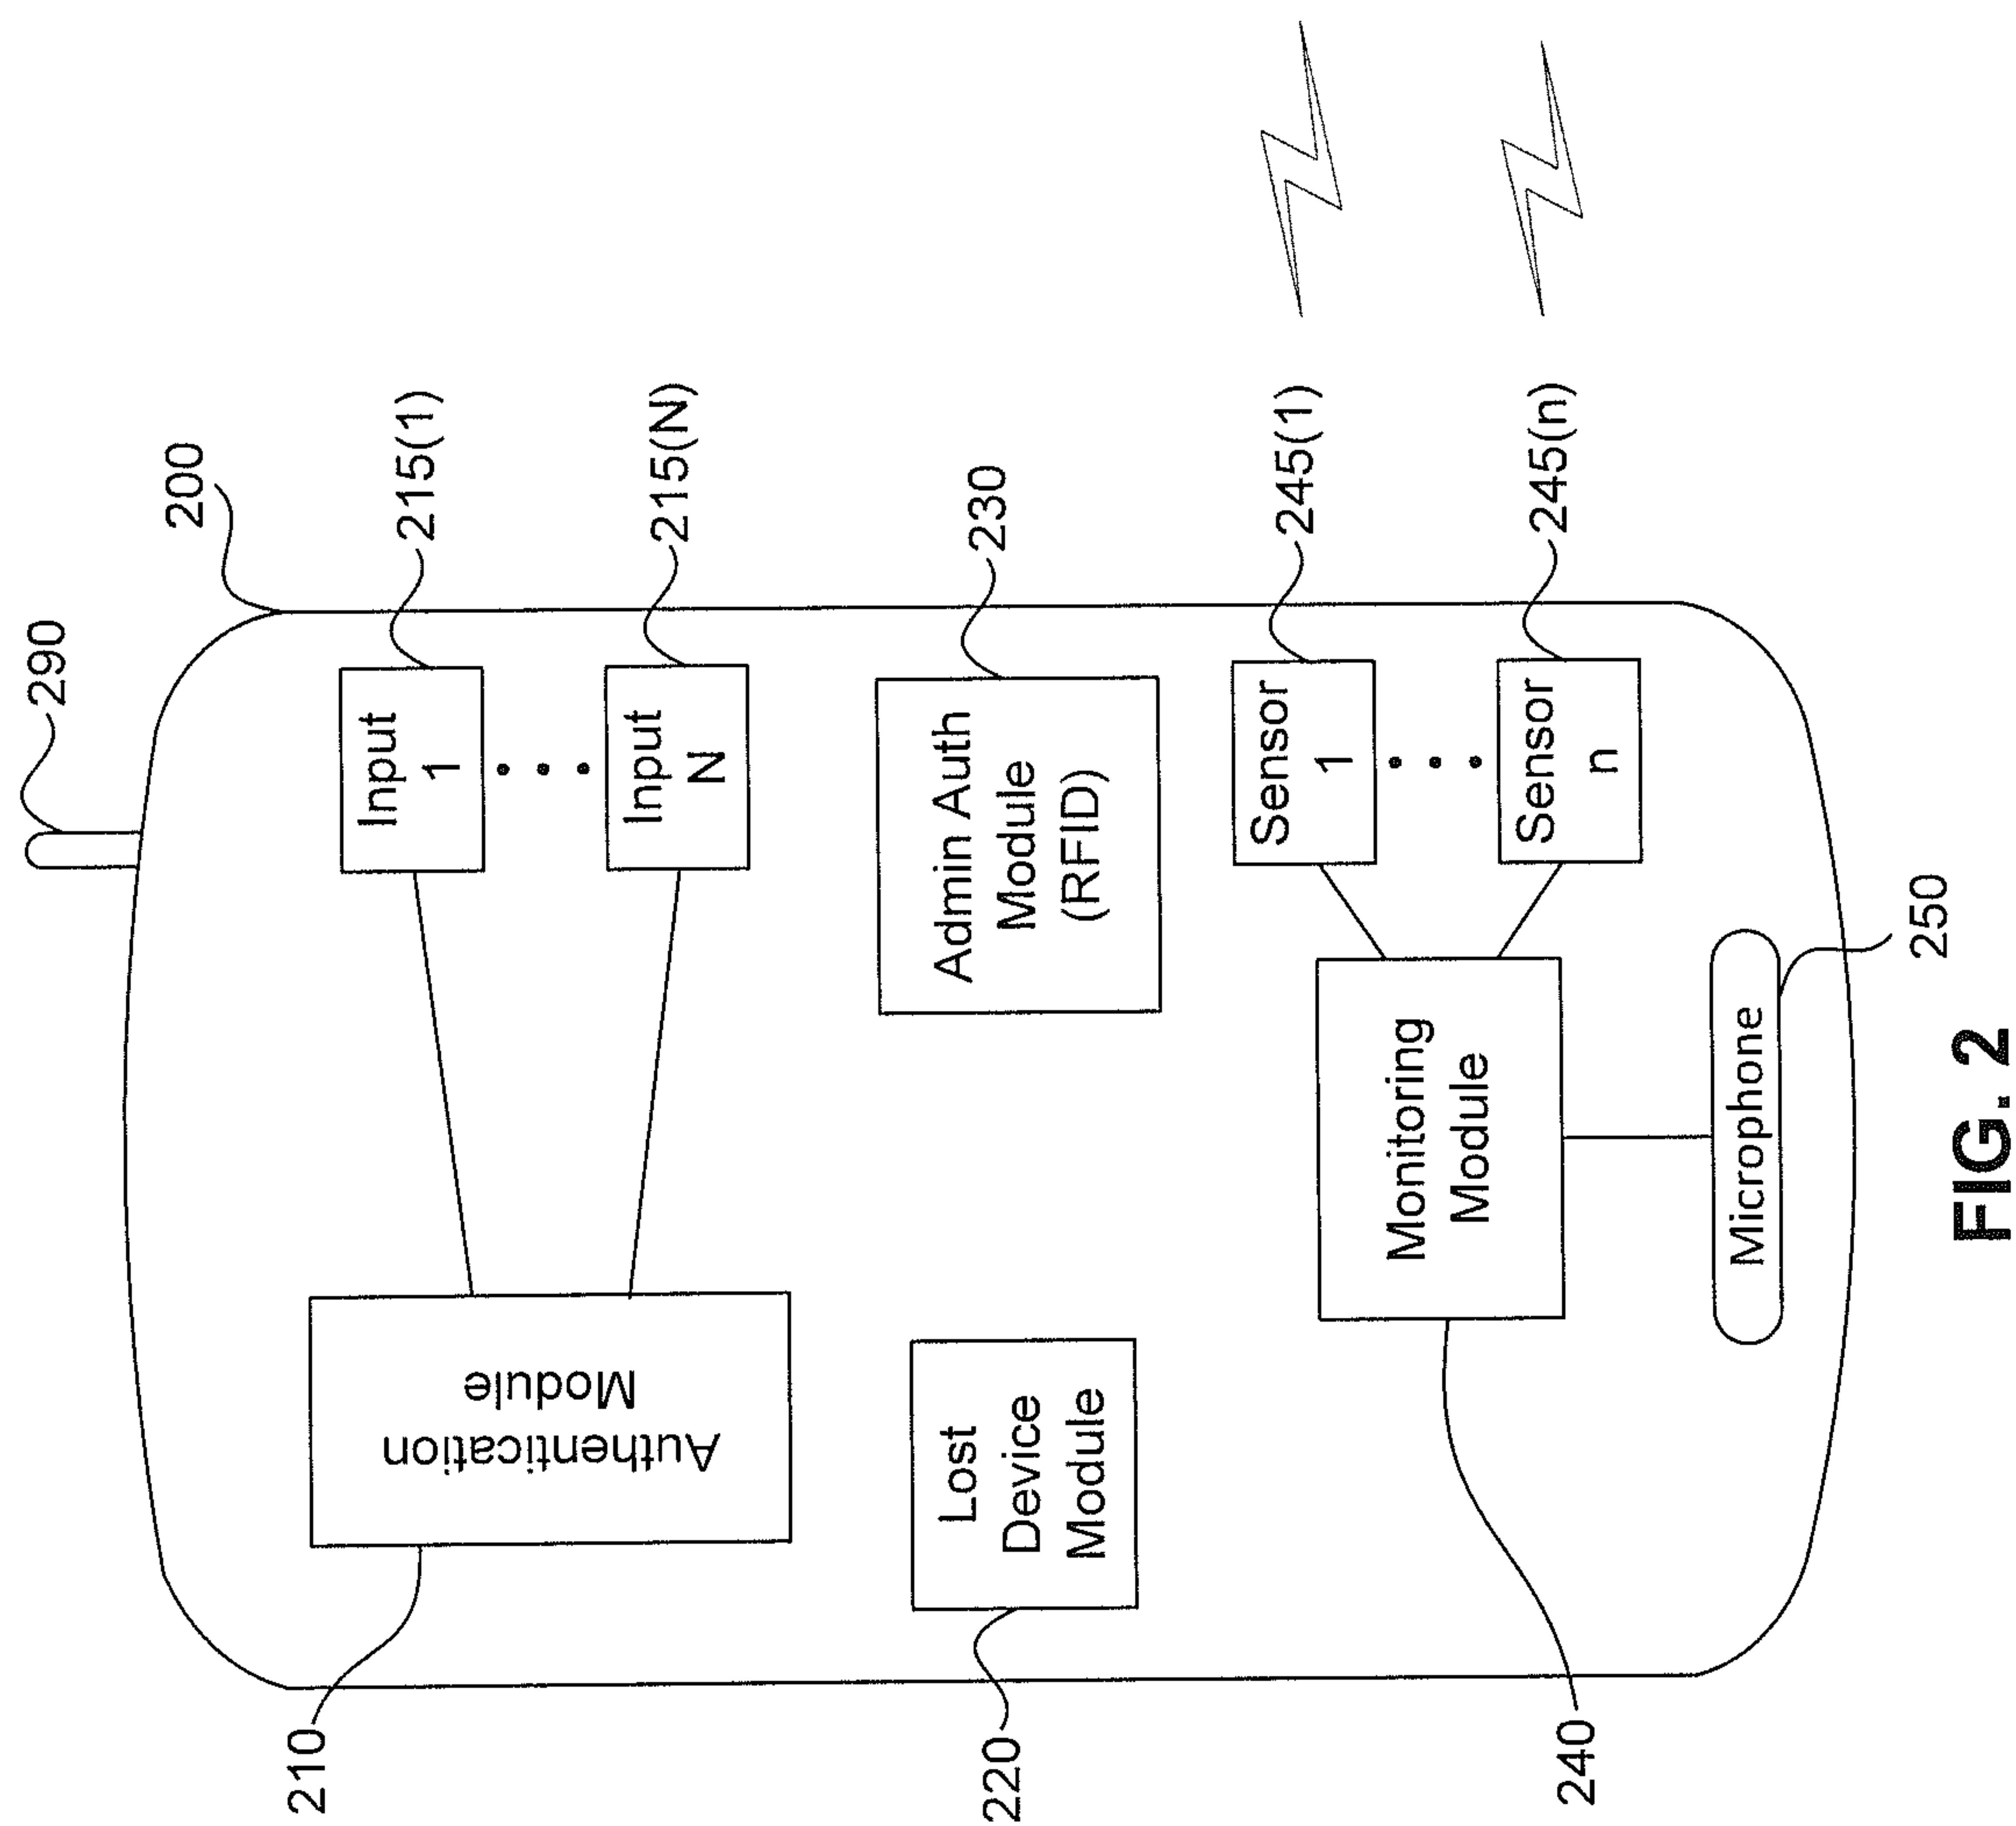 290
200
210
Input
1
215(1)
Authentication
Module
Input
N
215(N)
220
Lost
Device
Module
Admin Auth
Module
(RFID)
230
Sensor
1
245(1)
Monitoring
Module
240
Sensor
n
245(n)
Microphone
250
FIG. 2